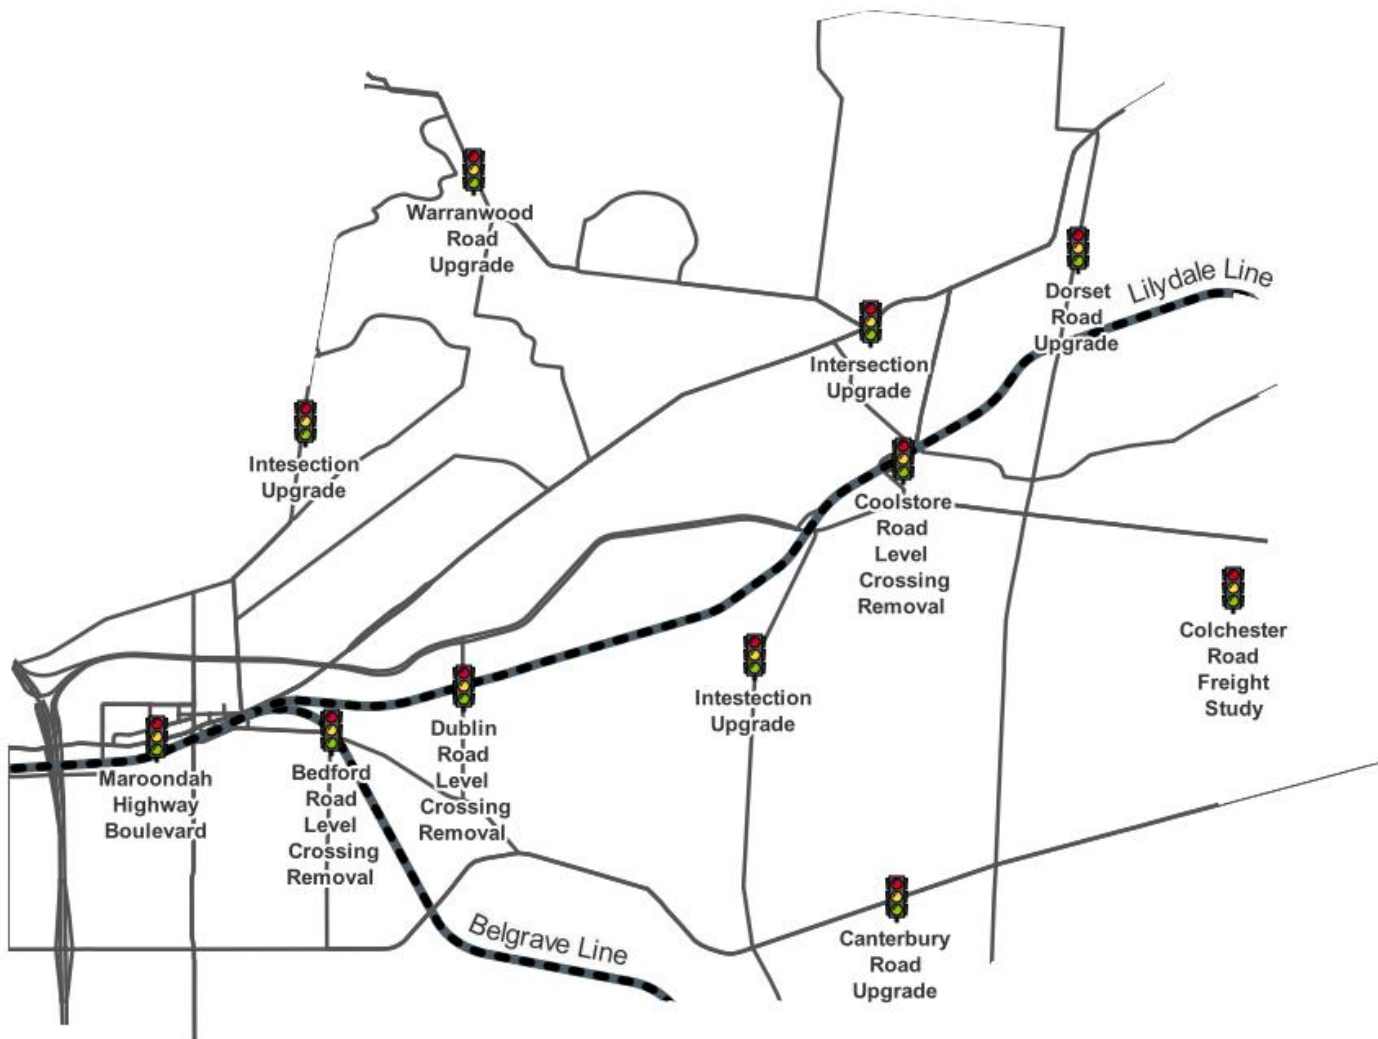 Warranwood
Road
Upgrade
Lilydale Line
Dorset
Road
Upgrade
Intersection
Upgrade
Intesection
Upgrade
Coolstore
Road
Level
Crossing
Removal
Colchester
Road
Freight
Study
Intestection
Upgrade
Dublin
Road
Level
Crossing
Removal
Bedford
Road
Level
Crossing
Removal
Maroondah
Highway
Boulevard
Belgrave Line
Canterbury
Road
Upgrade